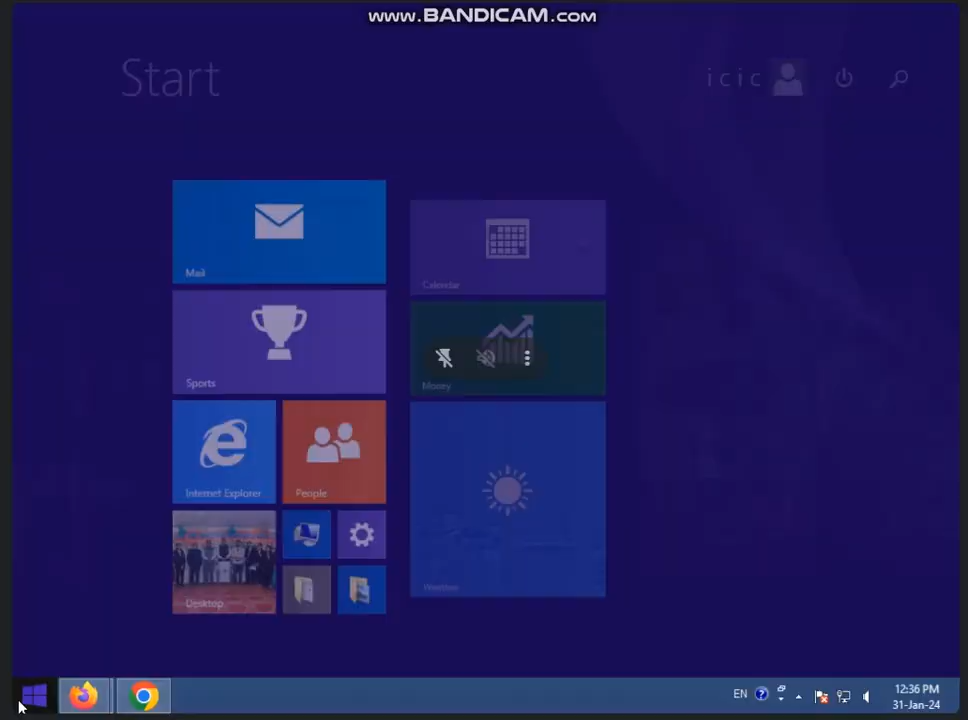 www.BANDICAM.com
Start
icic
Mail
Calendar
Sports
Money
Internet Explorer
People
Desktop
Weather
EN
12:36 PM
31-Jan-24